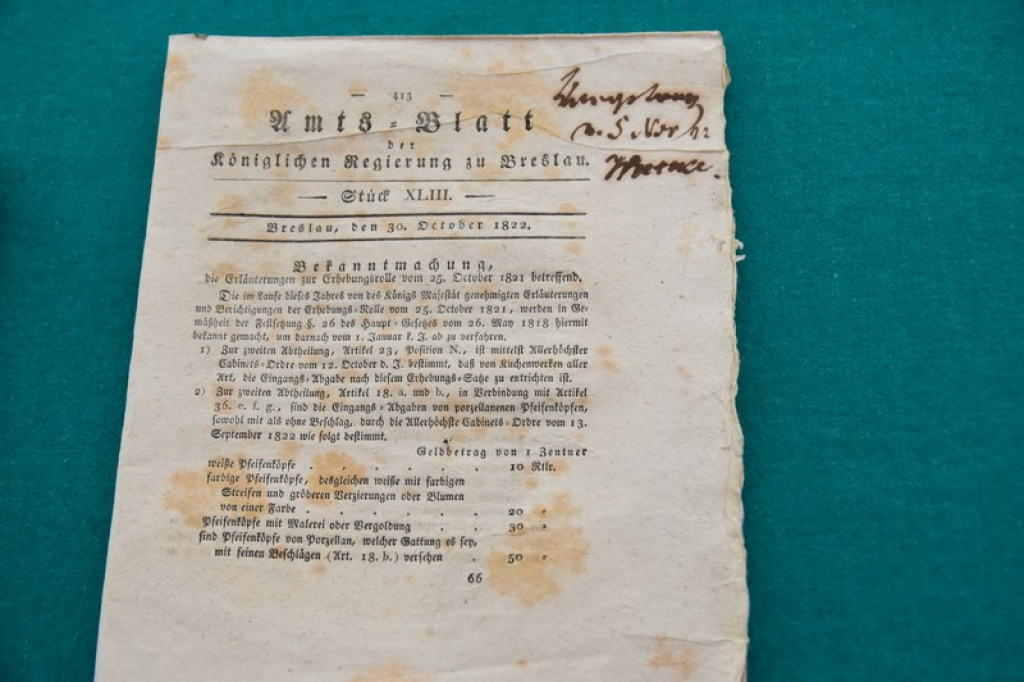 — 413 —
Amts-Blatt
der
Königlichen Regierung zu Breslau.
— Stück XLIII. —
Breslau, den 30. October 1822.
Bekanntmachung,
die Erläuterungen zur Erhebungsrolle vom 25. October 1821 betreffend.
Die im Laufe dieses Jahres von des Königs Majestät genehmigten Erläuterungen
und Berichtigungen der Erhebungs-Rolle vom 25. October 1821, werden in Ge-
mäßheit der Festsetzung §. 26 des Haupt-Gesetzes vom 26. May 1818 hiermit
bekannt gemacht, um darnach vom 1. Januar k. J. ab zu verfahren.
1) Zur zweiten Abtheilung, Artikel 23, Position N., ist mittelst Allerhöchster
Cabinets-Ordre vom 12. October d. J. bestimmt, daß von Kuchenwerken aller
Art, die Eingangs-Abgabe nach diesem Erhebungs-Satze zu entrichten ist.
2) Zur zweiten Abtheilung, Artikel 18. a. und b., in Verbindung mit Artikel
36. e. f. g., sind die Eingangs-Abgaben von porzellanenen Pfeifenköpfen,
sowohl mit als ohne Beschlag, durch die Allerhöchste Cabinets-Ordre vom 13.
September 1822 wie folgt bestimmt.
Geldbetrag von 1 Zentner
weiße Pfeifenköpfe . . . . . . 10 Rtlr.
farbige Pfeifenköpfe, desgleichen weiße mit farbigen
Streifen und gröberen Verzierungen oder Blumen
von einer Farbe . . . . . . 20 "
Pfeifenköpfe mit Malerei oder Vergoldung . . 30 "
sind Pfeifenköpfe von Porzellan, welcher Gattung es sey,
mit feinen Beschlägen (Art. 18. b.) versehen . 50 "
66
5 Nov